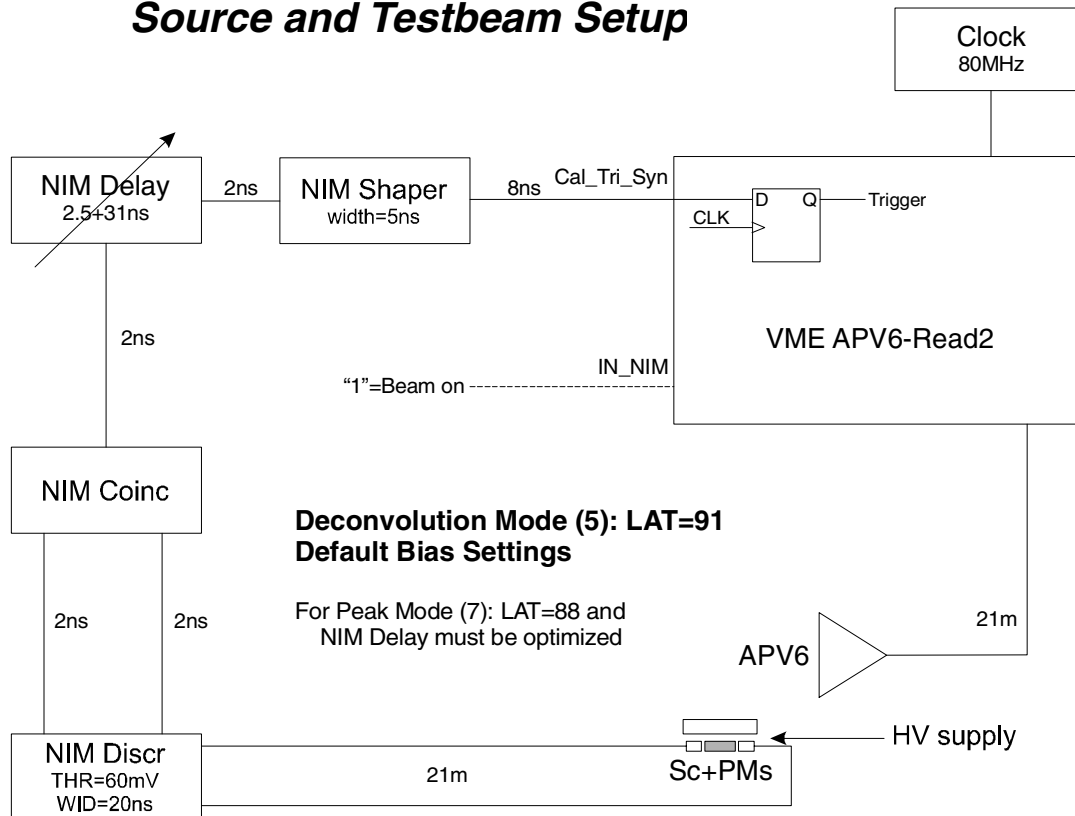 Source and Testbeam Setup
Clock
80MHz
NIM Delay
2.5+31ns
2ns
NIM Shaper
width=5ns
8ns
Cal_Tri_Syn
D
Q
Trigger
CLK
2ns
VME APV6-Read2
IN_NIM
“1”=Beam on
NIM Coinc
Deconvolution Mode (5): LAT=91
Default Bias Settings
2ns
2ns
For Peak Mode (7): LAT=88 and
NIM Delay must be optimized
21m
APV6
NIM Discr
THR=60mV
WID=20ns
21m
Sc+PMs
HV supply